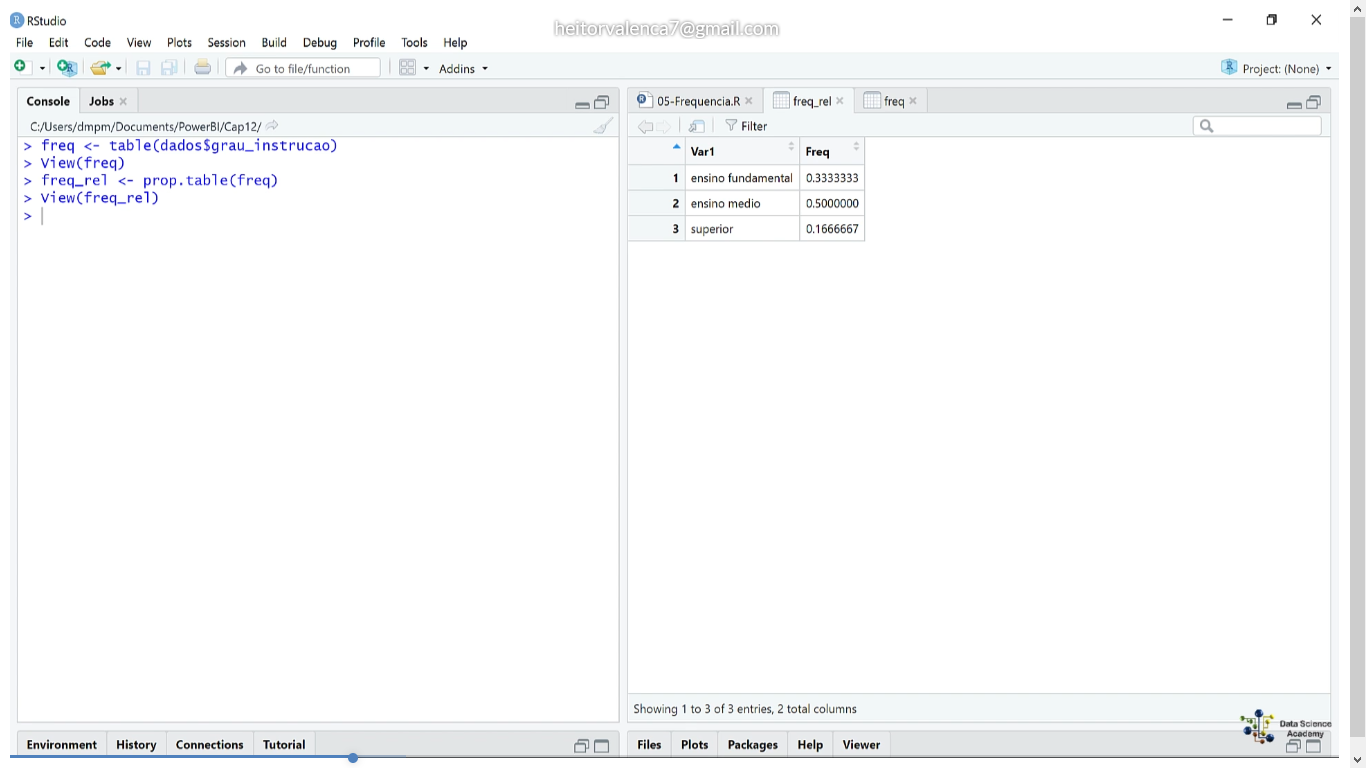 RStudio
heitorvalenca7@gmail.com
File Edit Code View Plots Session Build Debug Profile Tools Help
Go to file/function Addins Project: (None)
Console Jobs
C:/Users/dmpm/Documents/PowerBI/Cap12/
> freq <- table(dados$grau_instrucao)
> View(freq)
> freq_rel <- prop.table(freq)
> View(freq_rel)
>
05-Frequencia.R freq_rel freq
Filter
Var1 Freq
1 ensino fundamental 0.3333333
2 ensino medio 0.5000000
3 superior 0.1666667
Showing 1 to 3 of 3 entries, 2 total columns
Data Science
Academy
Environment History Connections Tutorial
Files Plots Packages Help Viewer